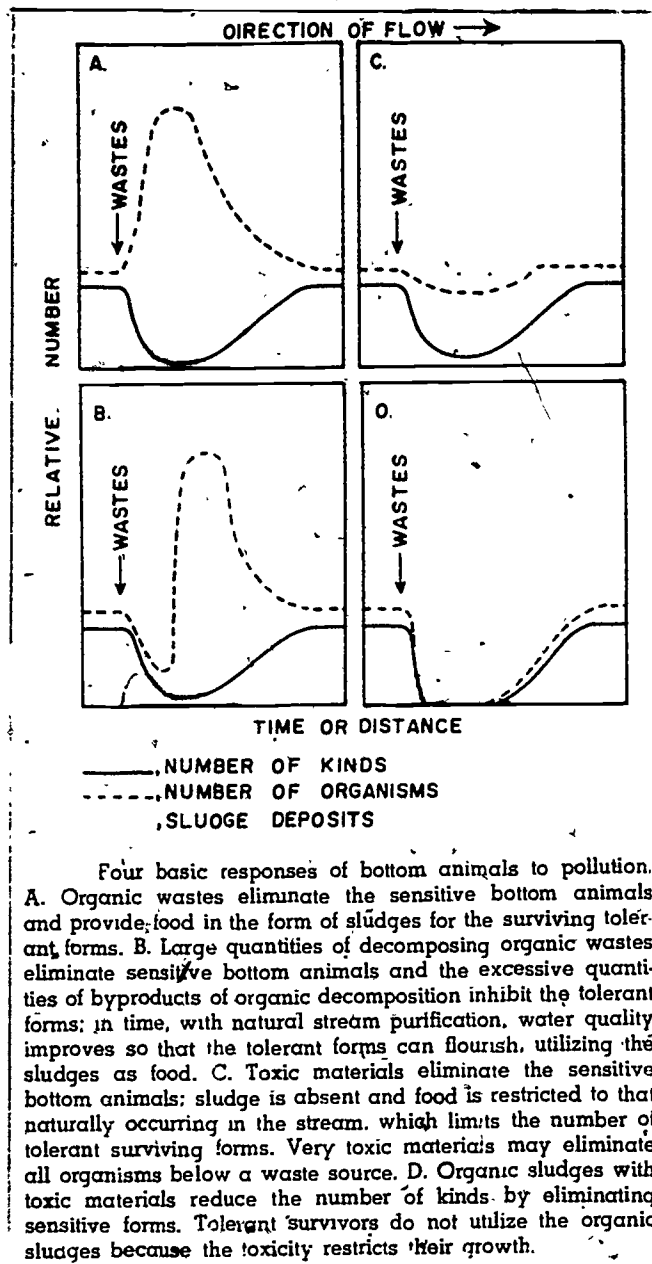 DIRECTION OF FLOW
A.
C.
WASTES
WASTES
B.
D.
WASTES
WASTES
RELATIVE NUMBER
TIME OR DISTANCE
NUMBER OF KINDS
NUMBER OF ORGANISMS
SLUDGE DEPOSITS
Four basic responses of bottom animals to pollution.
A. Organic wastes eliminate the sensitive bottom animals
and provide food in the form of sludges for the surviving toler-
ant forms. B. Large quantities of decomposing organic wastes
eliminate sensitive bottom animals and the excessive quanti-
ties of byproducts of organic decomposition inhibit the tolerant
forms; in time, with natural stream purification, water quality
improves so that the tolerant forms can flourish, utilizing the
sludges as food. C. Toxic materials eliminate the sensitive
bottom animals; sludge is absent and food is restricted to that
naturally occurring in the stream, which limits the number of
tolerant surviving forms. Very toxic materials may eliminate
all organisms below a waste source. D. Organic sludges with
toxic materials reduce the number of kinds by eliminating
sensitive forms. Tolerant survivors do not utilize the organic
sludges because the toxicity restricts their growth.